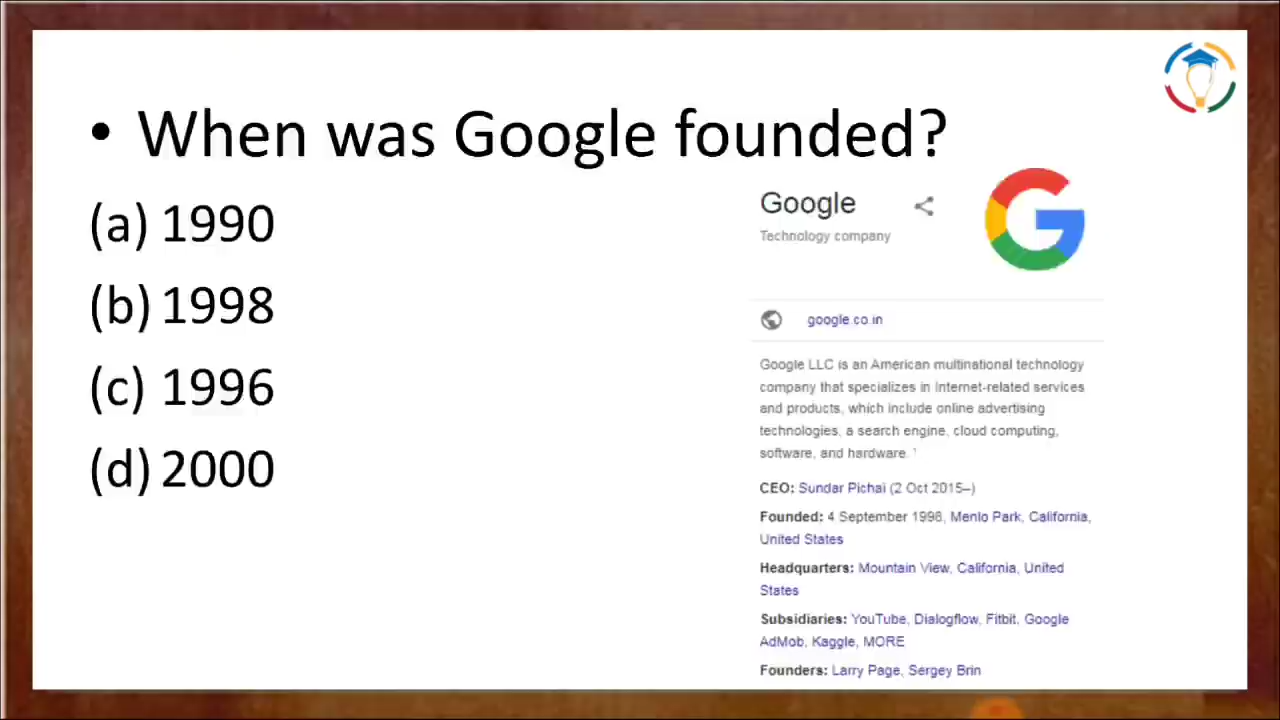 • When was Google founded?
(a) 1990
(b) 1998
(c) 1996
(d) 2000
Google
Technology company
google.co.in
Google LLC is an American multinational technology
company that specializes in Internet-related services
and products, which include online advertising
technologies, a search engine, cloud computing,
software, and hardware.
CEO: Sundar Pichai (2 Oct 2015–)
Founded: 4 September 1998, Menlo Park, California,
United States
Headquarters: Mountain View, California, United
States
Subsidiaries: YouTube, Dialogflow, Fitbit, Google
AdMob, Kaggle, MORE
Founders: Larry Page, Sergey Brin